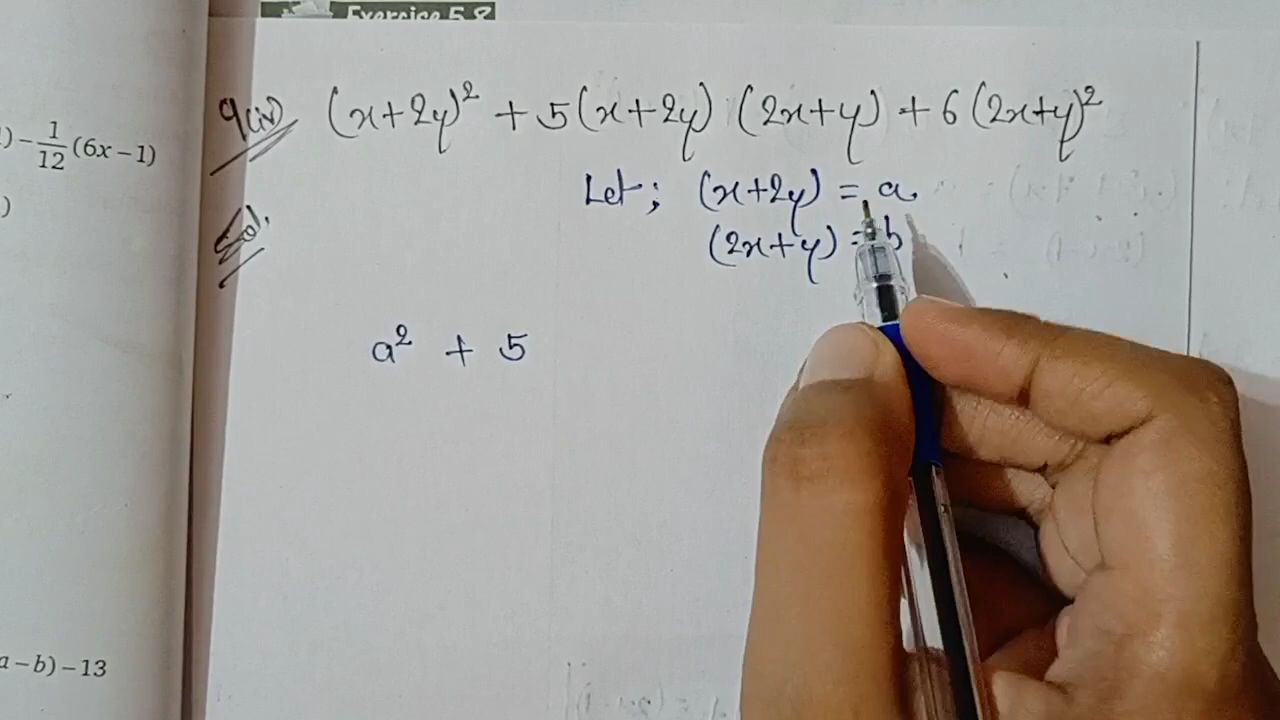 Exercise 5.8
9(iv) (x+2y)² + 5(x+2y) (2x+y) + 6(2x+y)²
) − 1/12 (6x − 1)
Let; (x+2y) = a.
)
Sol.
(2x+y) = b
a² + 5
a − b) − 13